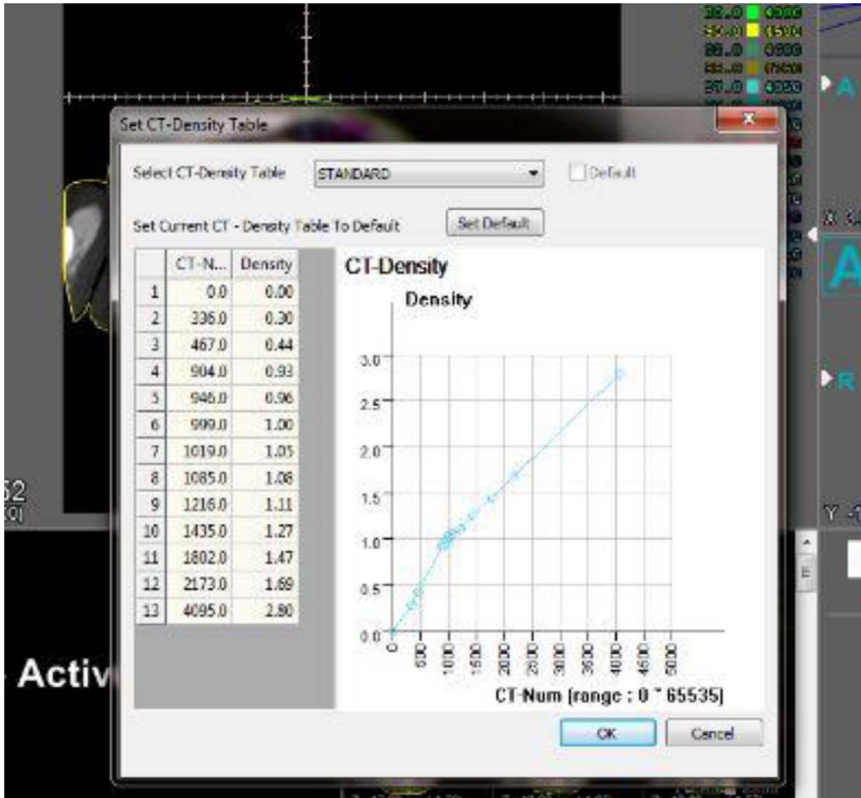 Set CT-Density Table
Select CT-Density Table STANDARD Default
Set Current CT - Density Table To Default Set Default
CT-N... Density
1 0.0 0.00
2 336.0 0.30
3 467.0 0.44
4 904.0 0.93
5 946.0 0.96
6 999.0 1.00
7 1019.0 1.05
8 1085.0 1.08
9 1216.0 1.11
10 1435.0 1.27
11 1802.0 1.47
12 2173.0 1.69
13 4095.0 2.80
CT-Density
Density
3.0
2.5
2.0
1.5
1.0
0.5
0.0
0 500 1000 1500 2000 2500 3000 3500 4000 4500 5000
CT-Num (range : 0 ~ 65535)
OK Cancel
A
X
A
R
Y
52
Activ